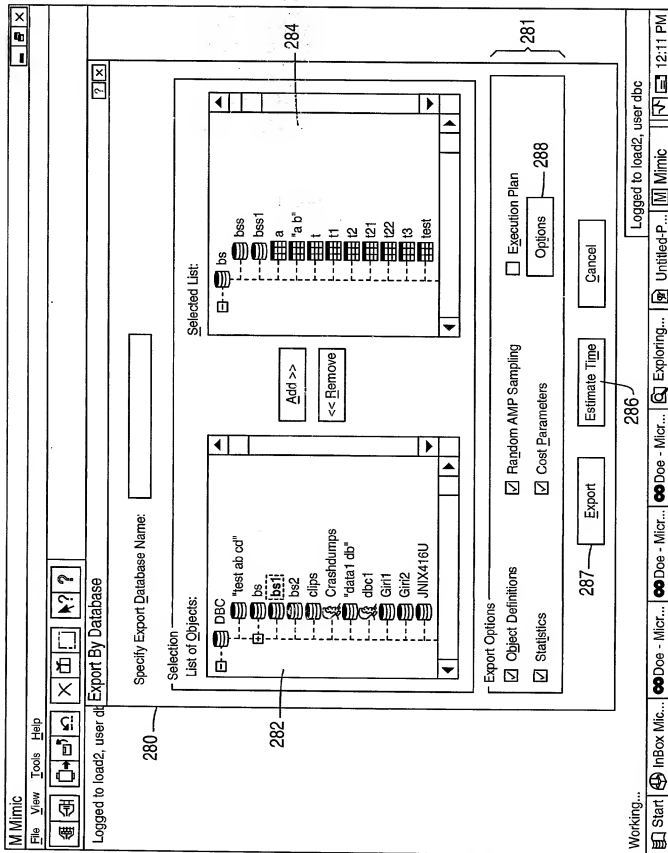 M Mimic
File View Tools Help
Logged to load2, user db
Export By Database
280
Specify Export Database Name:
Selection
List of Objects:
DBC
"test ab cd"
bs
bs1
bs2
clips
Crashdumps
"data1 db"
dbc1
Giri1
Giri2
JNIX416U
282
Add >>
<< Remove
Selected List:
bs
bss
bss1
a
"a b"
t
t1
t2
t21
t22
t3
test
284
Export Options
Object Definitions
Random AMP Sampling
Execution Plan
Statistics
Cost Parameters
Options
288
281
287
Export
Estimate Time
Cancel
286
Working...
Logged to load2, user dbc
Start
InBox Mic...
Doe - Micr...
Doe - Micr...
Doe - Micr...
Exploring...
Untitled-P....
M Mimic
12:11 PM